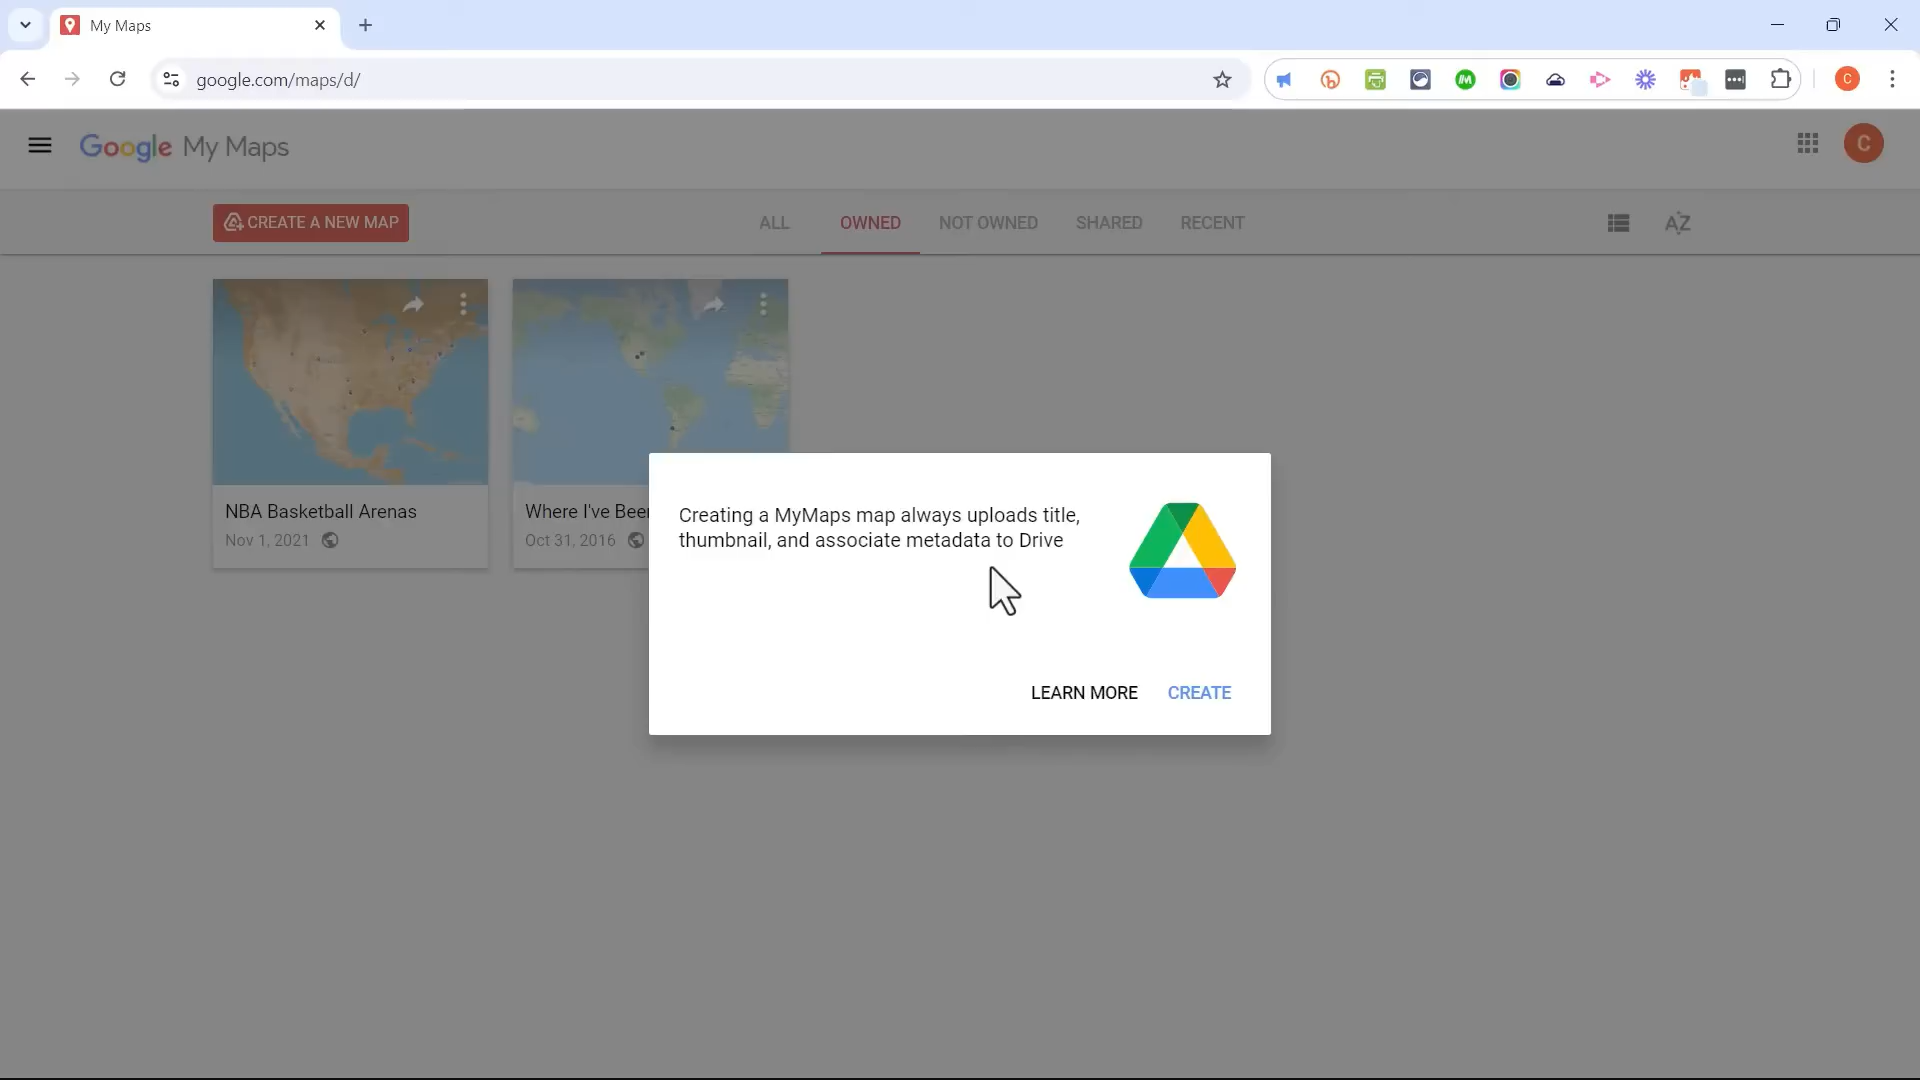 My Maps
google.com/maps/d/
C
Google My Maps
C
CREATE A NEW MAP
ALL
OWNED
NOT OWNED
SHARED
RECENT
AZ
NBA Basketball Arenas
Nov 1, 2021
Where I've Bee
Oct 31, 2016
Creating a MyMaps map always uploads title,
thumbnail, and associate metadata to Drive
LEARN MORE
CREATE